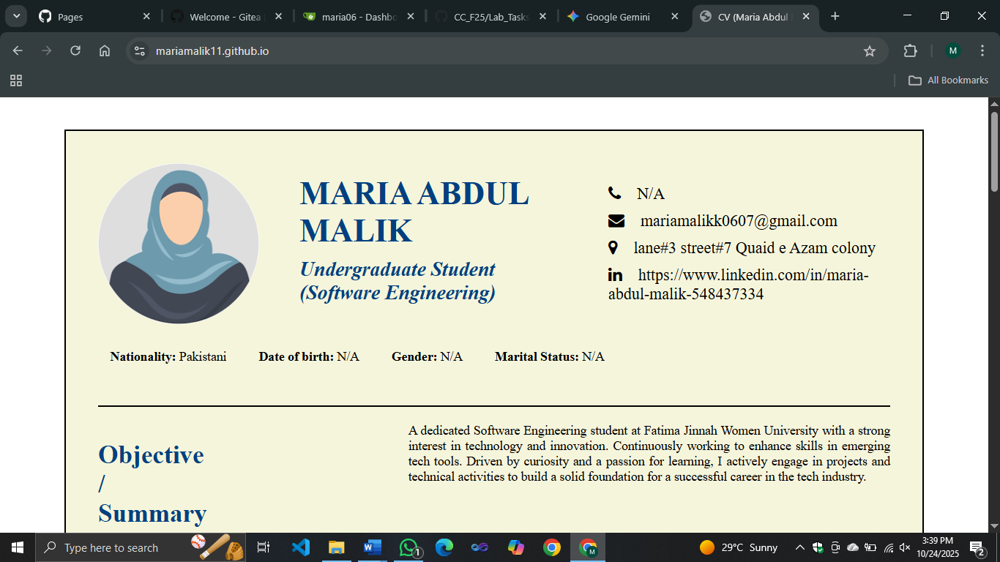 Pages
Welcome - Gitea
maria06 - Dashbo
CC_F25/Lab_Tasks
Google Gemini
CV (Maria Abdul
mariamalik11.github.io
M
All Bookmarks
MARIA ABDUL
MALIK
Undergraduate Student
(Software Engineering)
N/A
mariamalikk0607@gmail.com
lane#3 street#7 Quaid e Azam colony
in https://www.linkedin.com/in/maria-
abdul-malik-548437334
Nationality: Pakistani Date of birth: N/A Gender: N/A Marital Status: N/A
Objective
/
Summary
A dedicated Software Engineering student at Fatima Jinnah Women University with a strong
interest in technology and innovation. Continuously working to enhance skills in emerging
tech tools. Driven by curiosity and a passion for learning, I actively engage in projects and
technical activities to build a solid foundation for a successful career in the tech industry.
Type here to search
W
1
M
29°C Sunny
3:39 PM
10/24/2025
2